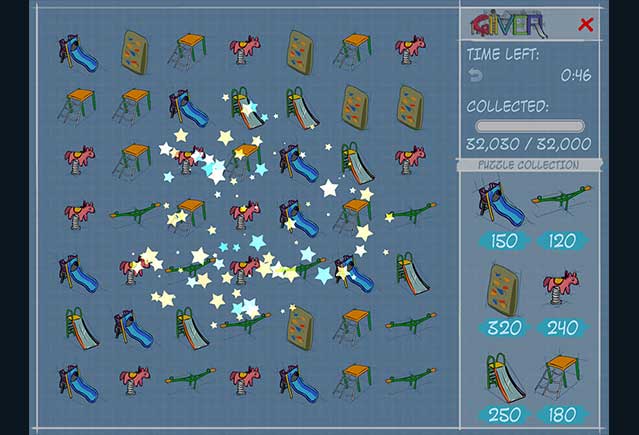 GIVER
TIME LEFT:
0:46
COLLECTED:
32,030 / 32,000
PUZZLE COLLECTION
150 120
320 240
250 180